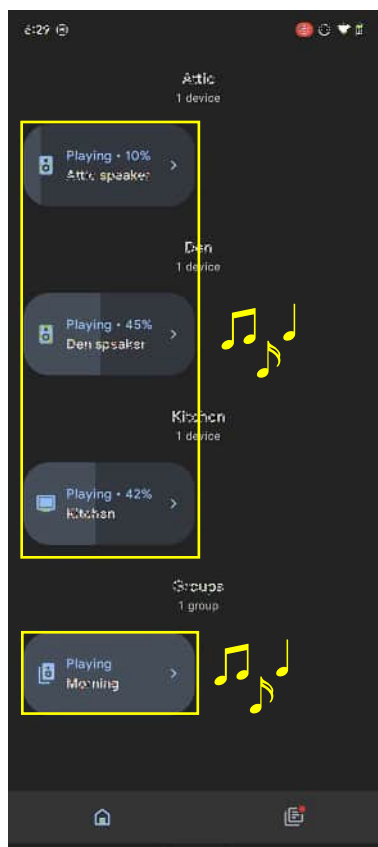 6:29
Attic
1 device
Playing • 10%
Attic speaker
Den
1 device
Playing • 45%
Den speaker
Kitchen
1 device
Playing • 42%
Kitchen
Groups
1 group
Playing
Morning